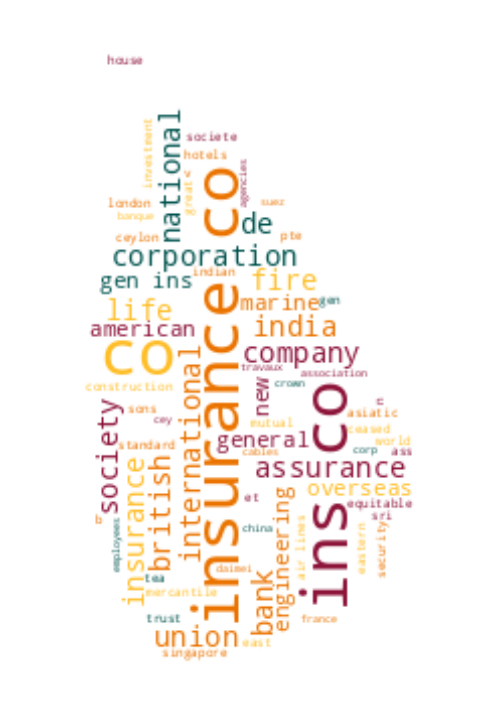 house
national
investment
societe
hotels
great
agencies
insurance co
london
suez
banque
de
ceylon
pte
corporation
indian
gen ins
fire
life
marine
gen
american
india
co
company
travaux
association
construction
crown
international
new
ins co
society
sons
cey
asiatic
mutual
ceased
general
world
standard
cables
corp
ass
british
assurance
insurance
overseas
et
equitable
engineering
sri
employees
china
air lines
eastern
security
daimei
tea
bank
mercantile
trust
france
union
east
singapore